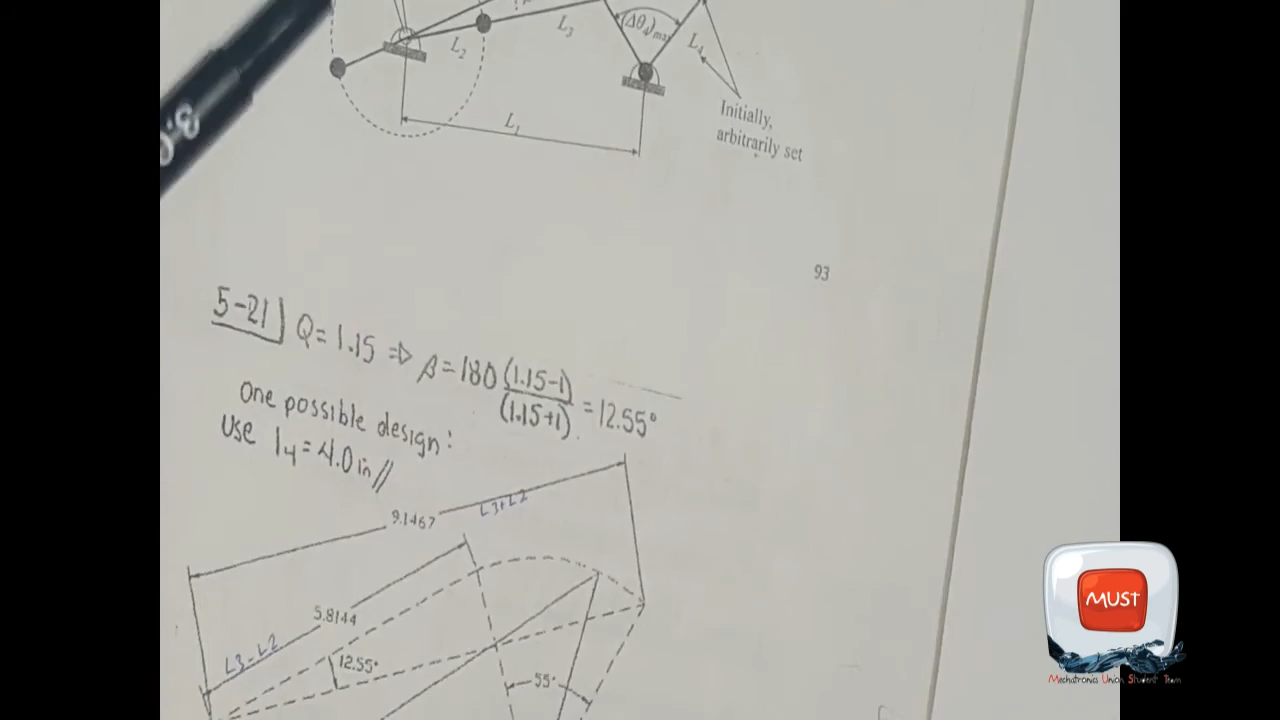 L2
L3
(Δθ4)max
L4
L1
Initially,
arbitrarily set
93
5-21] Q=1.15 => β=180 (1.15-1)/(1.15+1) = 12.55°
One possible design:
use l4=4.0 in //
9.1467
L3+L2
5.8144
L3-L2
12.55°
55°
MUST
Mechatronics Union Student Team